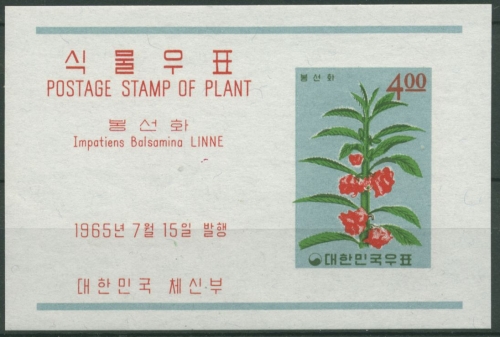 식물우표
POSTAGE STAMP OF PLANT
봉선화
Impatiens Balsamina LINNE
1965년 7월 15일 발행
대한민국 체신부
봉선화
4.00
대한민국우표